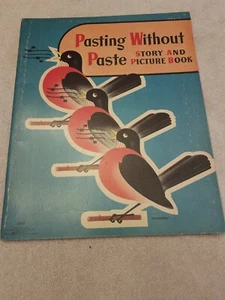 Pasting Without
Paste STORY AND
PICTURE BOOK